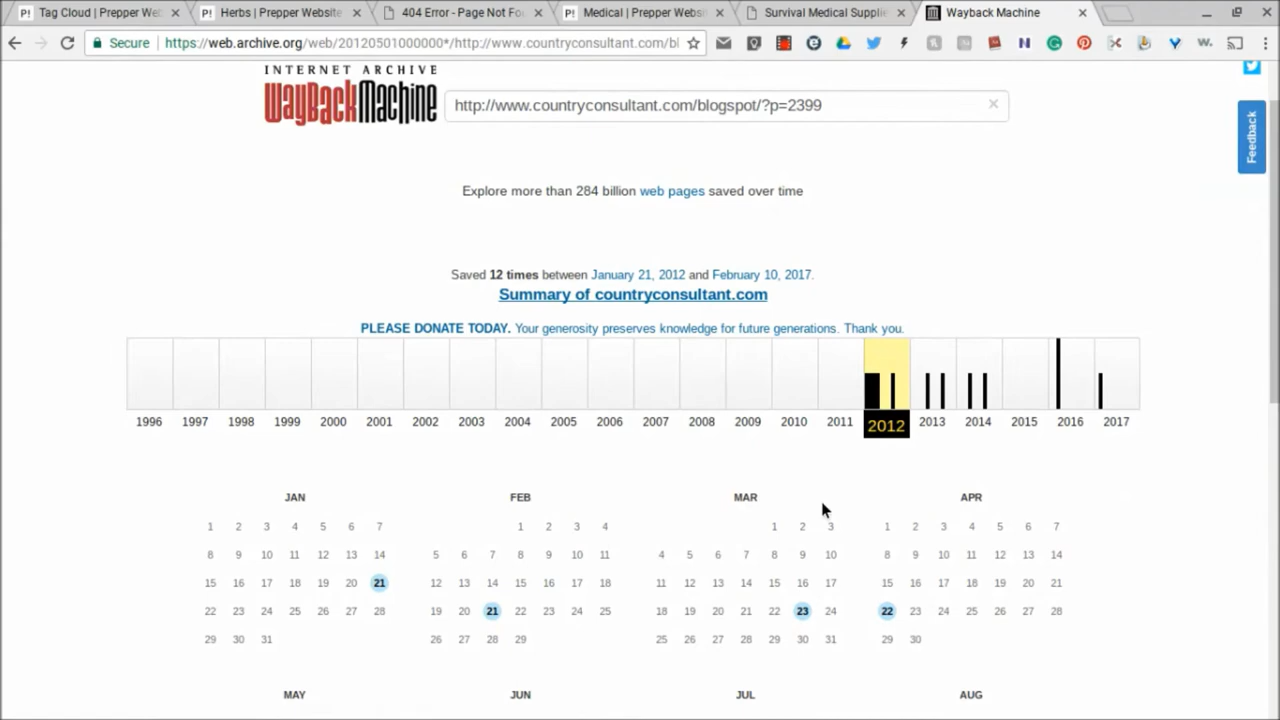 Tag Cloud | Prepper Web
Herbs | Prepper Website
404 Error - Page Not Fo
Medical | Prepper Websi
Survival Medical Supplie
Wayback Machine
Secure
https://web.archive.org/web/20120501000000*/http://www.countryconsultant.com/bl
INTERNET ARCHIVE
WayBackMachine
http://www.countryconsultant.com/blogspot/?p=2399
Feedback
Explore more than 284 billion web pages saved over time
Saved 12 times between January 21, 2012 and February 10, 2017.
Summary of countryconsultant.com
PLEASE DONATE TODAY. Your generosity preserves knowledge for future generations. Thank you.
1996 1997 1998 1999 2000 2001 2002 2003 2004 2005 2006 2007 2008 2009 2010 2011 2012 2013 2014 2015 2016 2017
JAN
1 2 3 4 5 6 7
8 9 10 11 12 13 14
15 16 17 18 19 20 21
22 23 24 25 26 27 28
29 30 31
FEB
1 2 3 4
5 6 7 8 9 10 11
12 13 14 15 16 17 18
19 20 21 22 23 24 25
26 27 28 29
MAR
1 2 3
4 5 6 7 8 9 10
11 12 13 14 15 16 17
18 19 20 21 22 23 24
25 26 27 28 29 30 31
APR
1 2 3 4 5 6 7
8 9 10 11 12 13 14
15 16 17 18 19 20 21
22 23 24 25 26 27 28
29 30
MAY
JUN
JUL
AUG